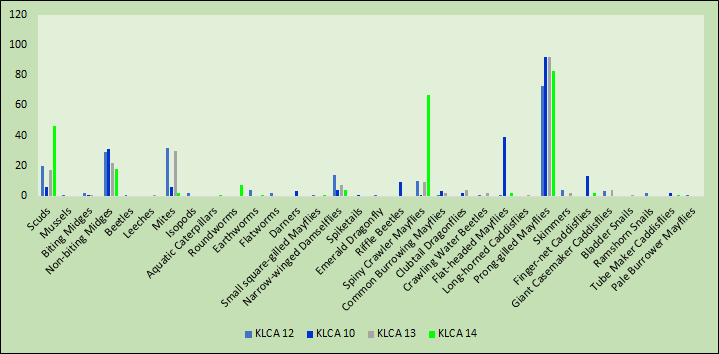 120
100
80
60
40
20
0
Scuds
Mussels
Biting Midges
Non-biting Midges
Beetles
Leeches
Mites
Isopods
Aquatic Caterpillars
Roundworms
Earthworms
Flatworms
Darners
Small square-gilled Mayflies
Narrow-winged Damselflies
Spiketails
Emerald Dragonfly
Riffle Beetles
Spiny Crawler Mayflies
Common Burrowing Mayflies
Clubtail Dragonflies
Crawling Water Beetles
Flat-headed Mayflies
Long-horned Caddisflies
Prong-gilled Mayflies
Skimmers
Finger-net Caddisflies
Giant Casemaker Caddisflies
Bladder Snails
Ramshorn Snails
Tube Maker Caddisflies
Pale Burrower Mayflies
KLCA 12 KLCA 10 KLCA 13 KLCA 14